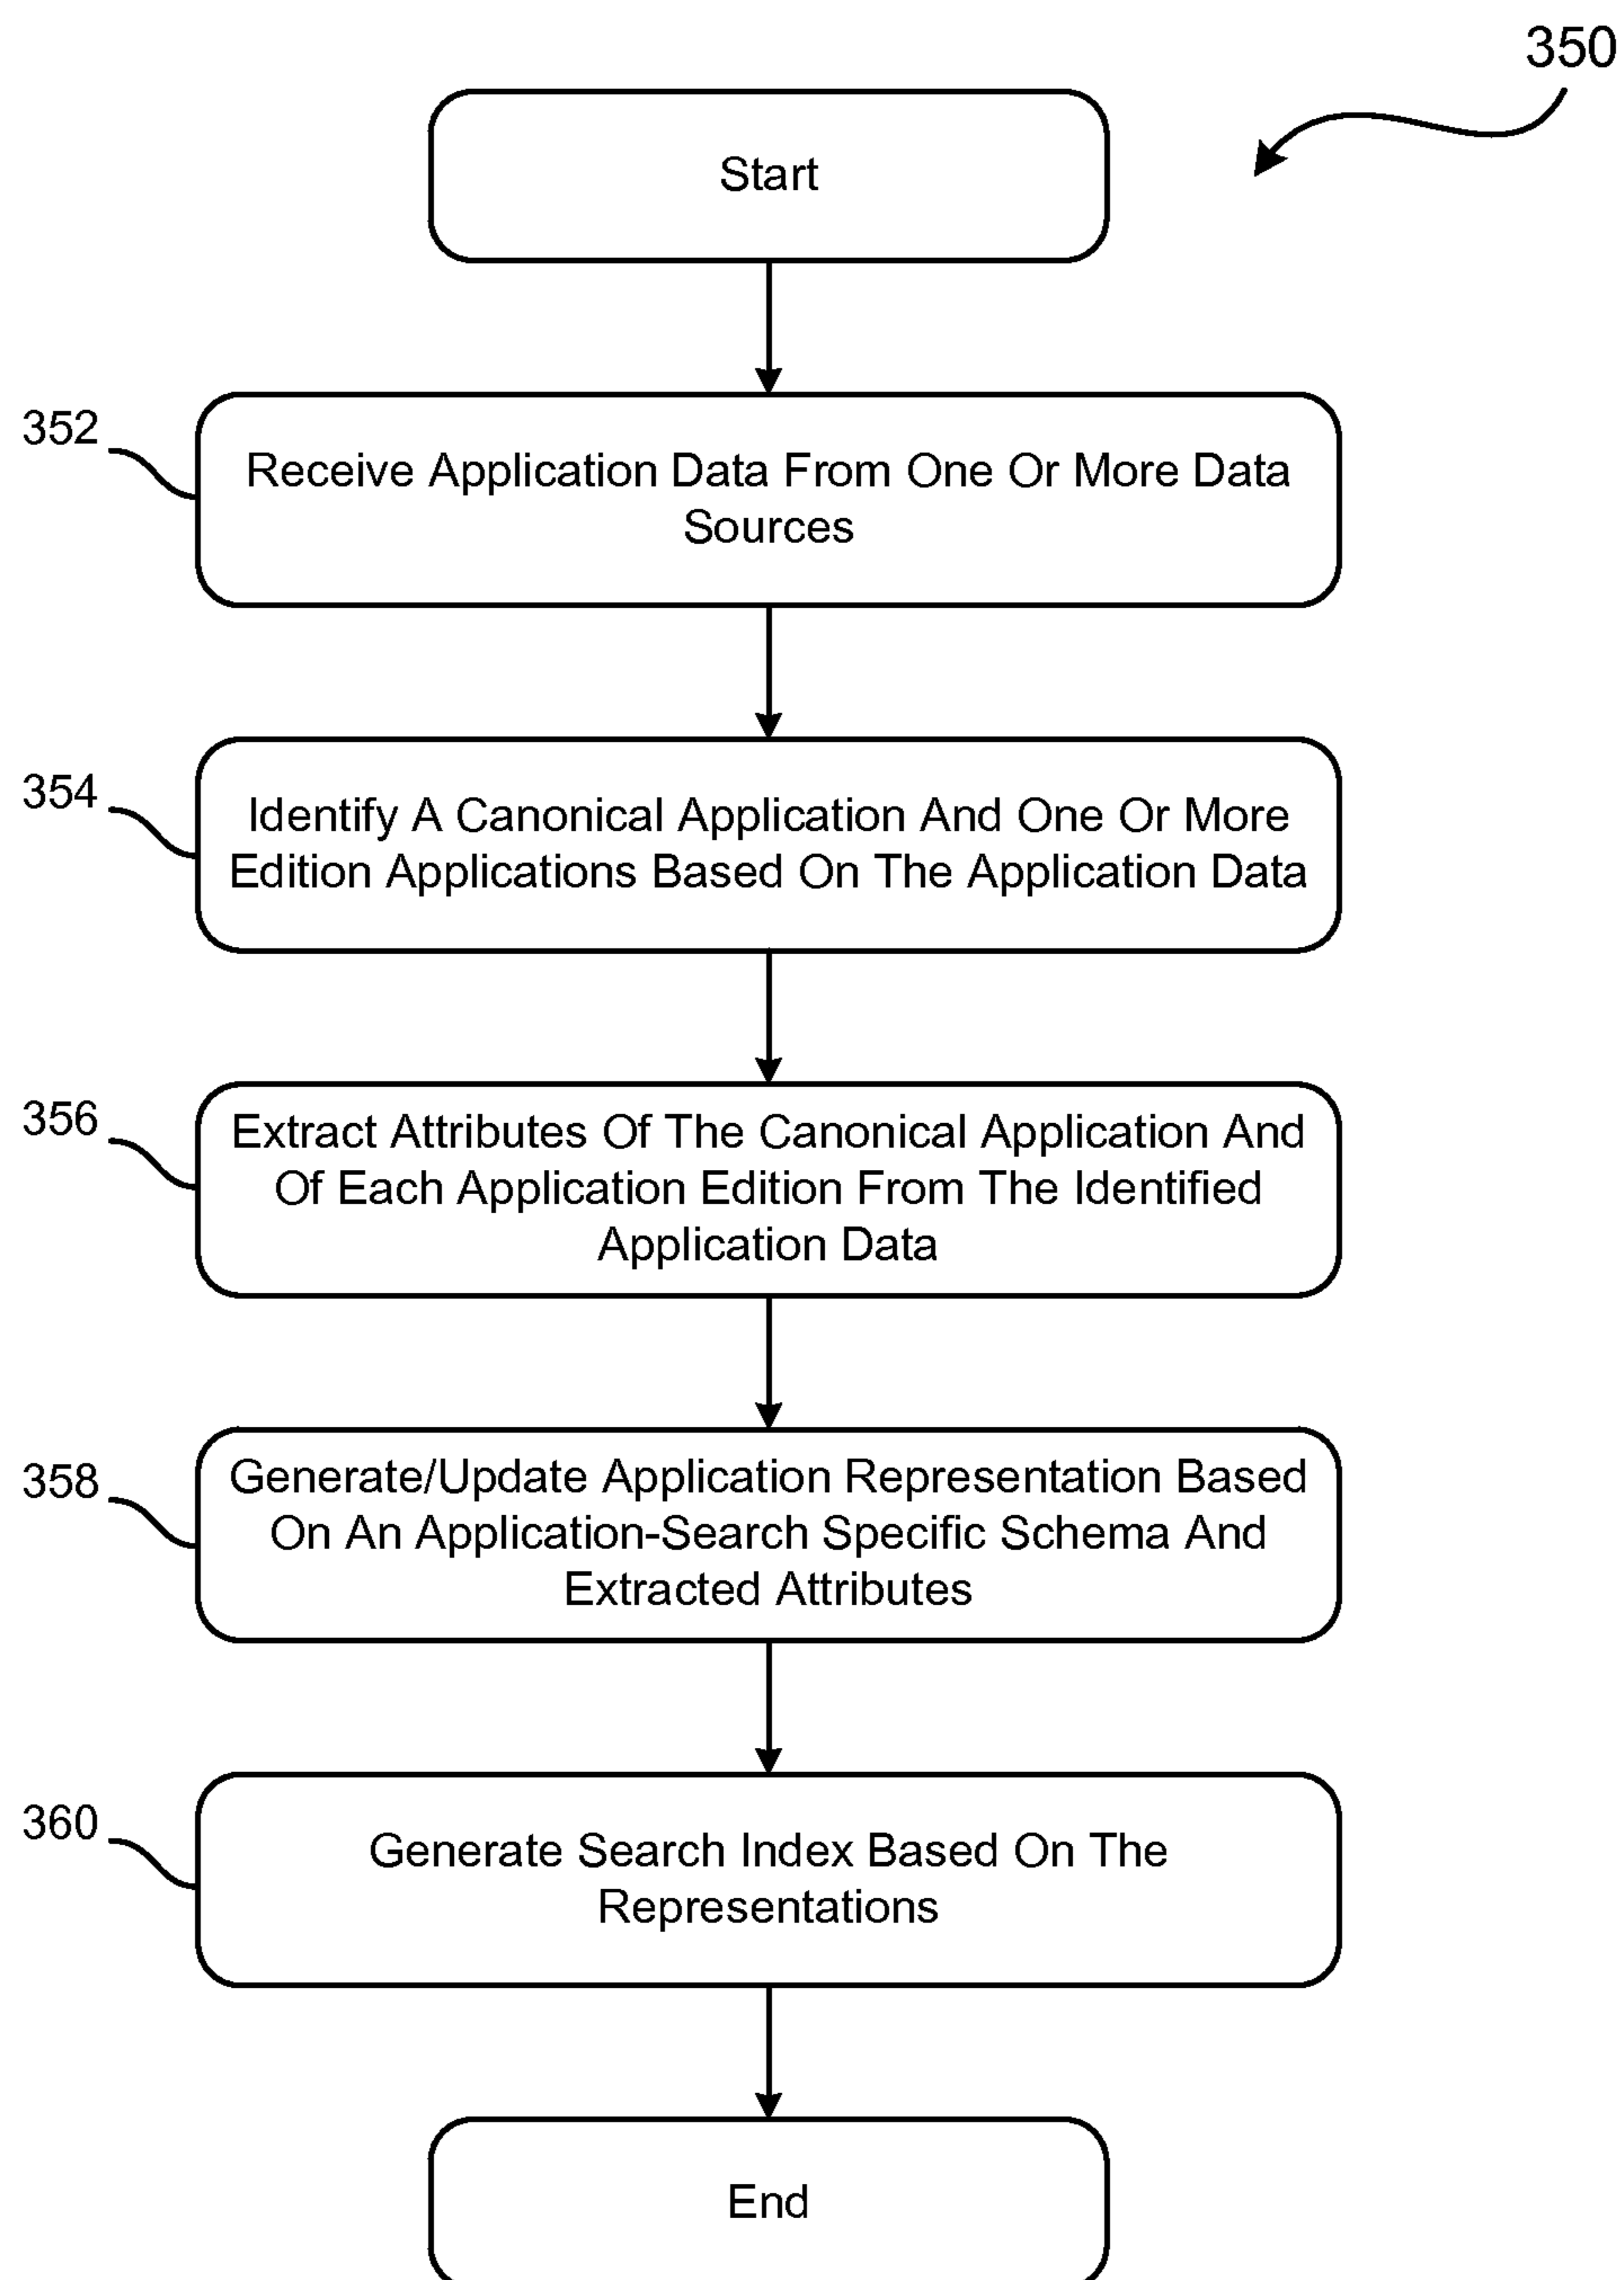 350
Start
352
Receive Application Data From One Or More Data
Sources
354
Identify A Canonical Application And One Or More
Edition Applications Based On The Application Data
356
Extract Attributes Of The Canonical Application And
Of Each Application Edition From The Identified
Application Data
358
Generate/Update Application Representation Based
On An Application-Search Specific Schema And
Extracted Attributes
360
Generate Search Index Based On The
Representations
End